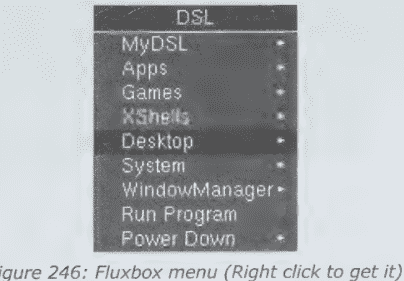 DSL
MyDSL
Apps
Games
XShells
Desktop
System
WindowManager
Run Program
Power Down
igure 246: Fluxbox menu (Right click to get it)